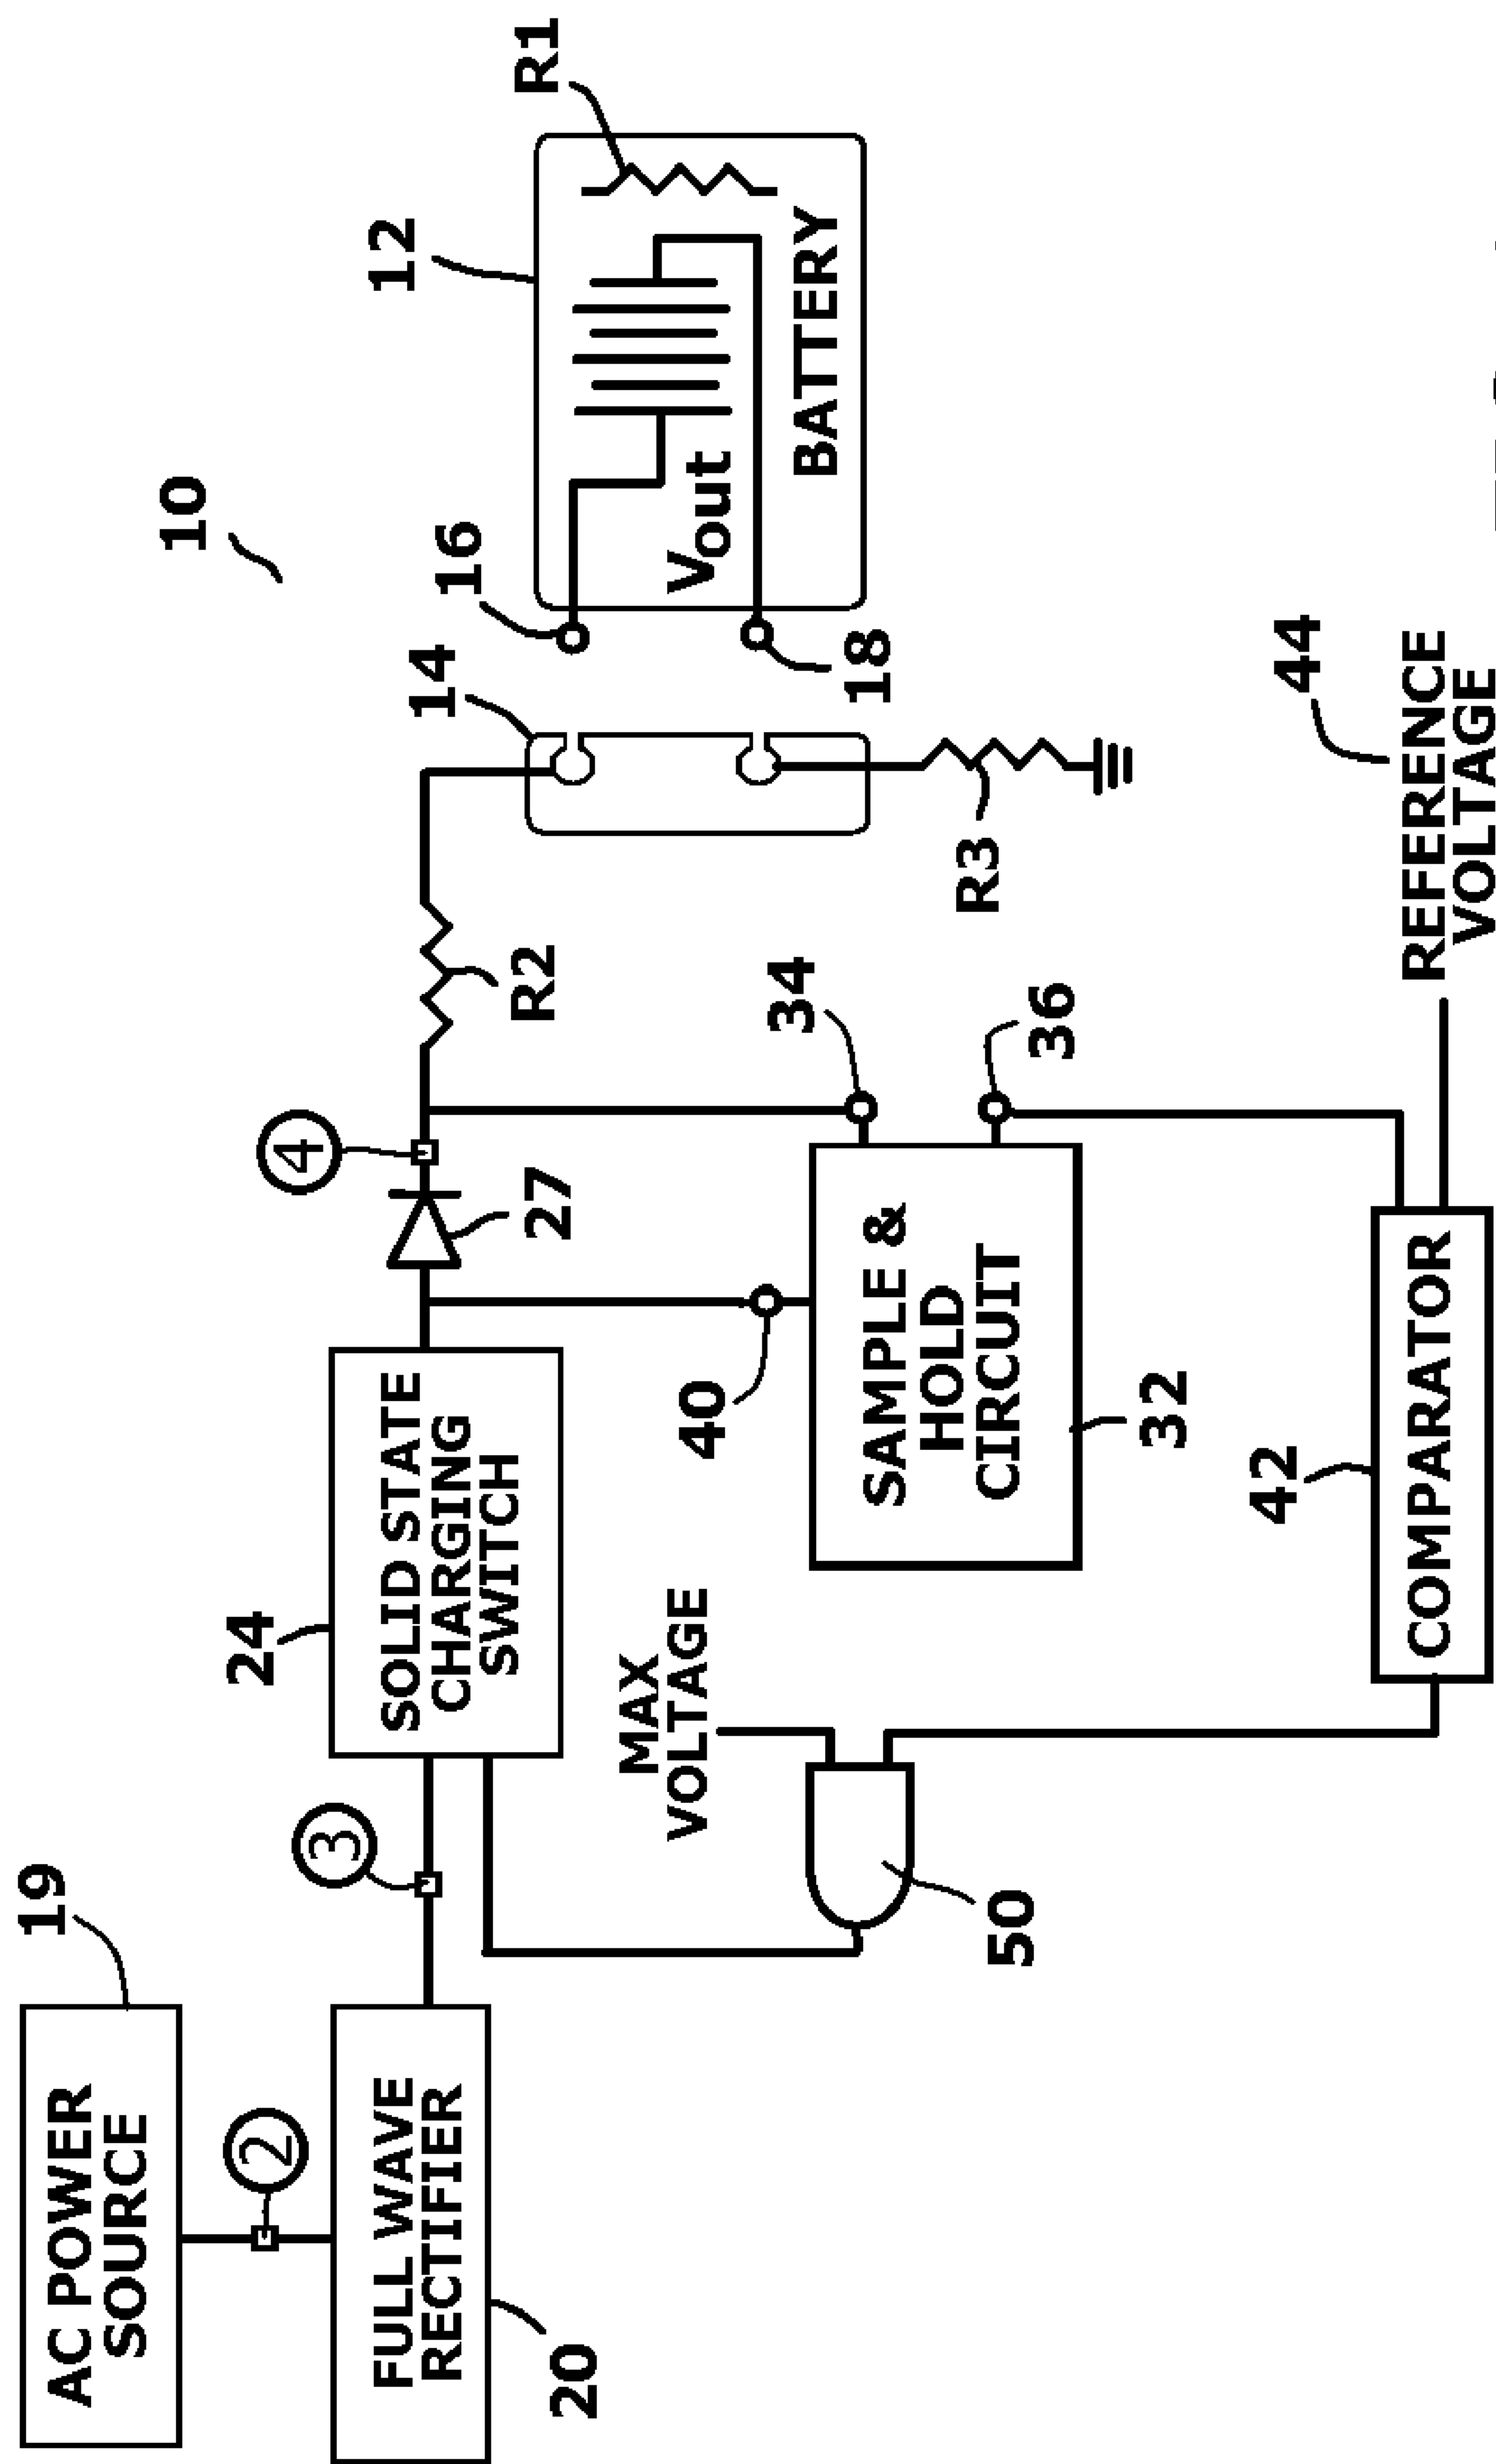 10
19
AC POWER
SOURCE
2
FULL WAVE
RECTIFIER
20
3
24
SOLID STATE
CHARGING
SWITCH
4
27
R2
14
16
18
12
R1
Vout
BATTERY
R3
40
34
36
SAMPLE &
HOLD
CIRCUIT
32
MAX
VOLTAGE
50
42
COMPARATOR
44
REFERENCE
VOLTAGE